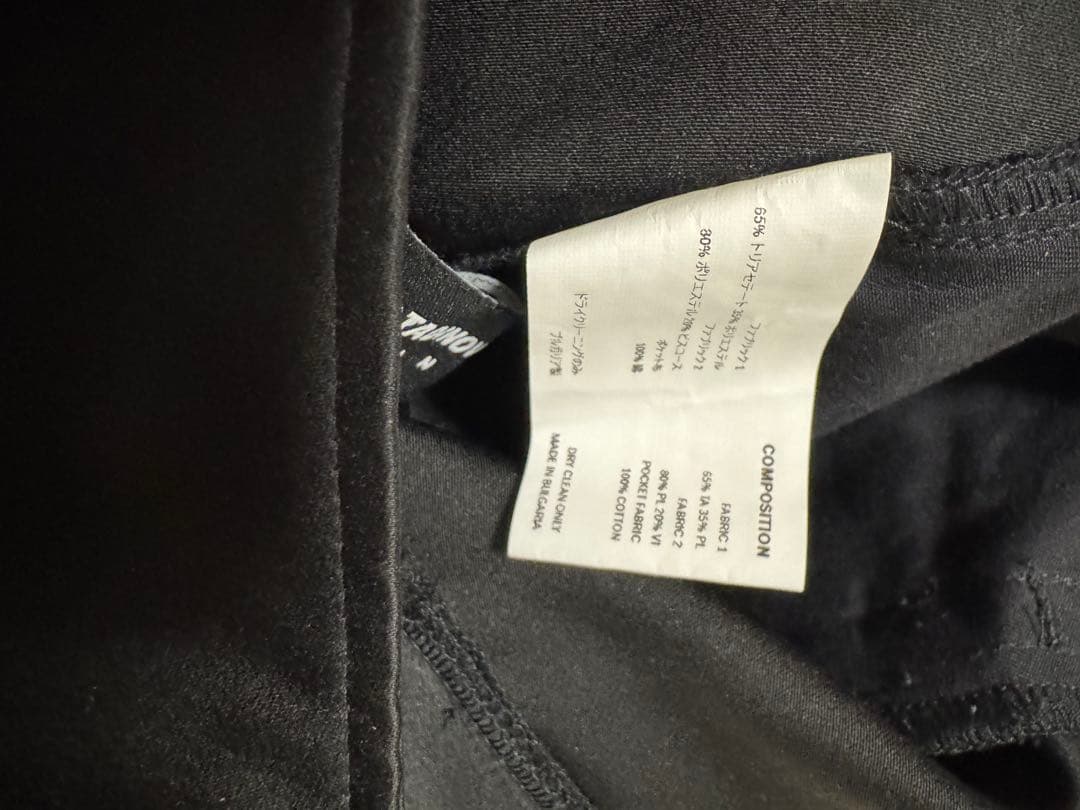 COMPOSITION
FABRIC 1
65% TA 35% PL
FABRIC 2
80% PL 20% VI
POCKET FABRIC
100% COTTON
DRY CLEAN ONLY
MADE IN BULGARIA
ファブリック 1
65% トリアセテート 35% ポリエステル
ファブリック 2
80% ポリエステル 20% ビスコース
ポケット布
100% 綿
ドライクリーニングのみ
ブルガリア製